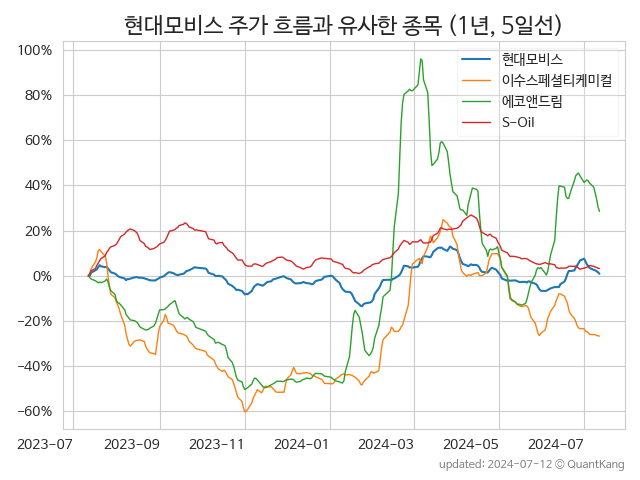 현대모비스 주가 흐름과 유사한 종목 (1년, 5일선)
100%
80%
60%
40%
20%
0%
−20%
−40%
−60%
현대모비스
이수스페셜티케미컬
에코앤드림
S-Oil
2023-07 2023-09 2023-11 2024-01 2024-03 2024-05 2024-07
updated: 2024-07-12 © QuantKang